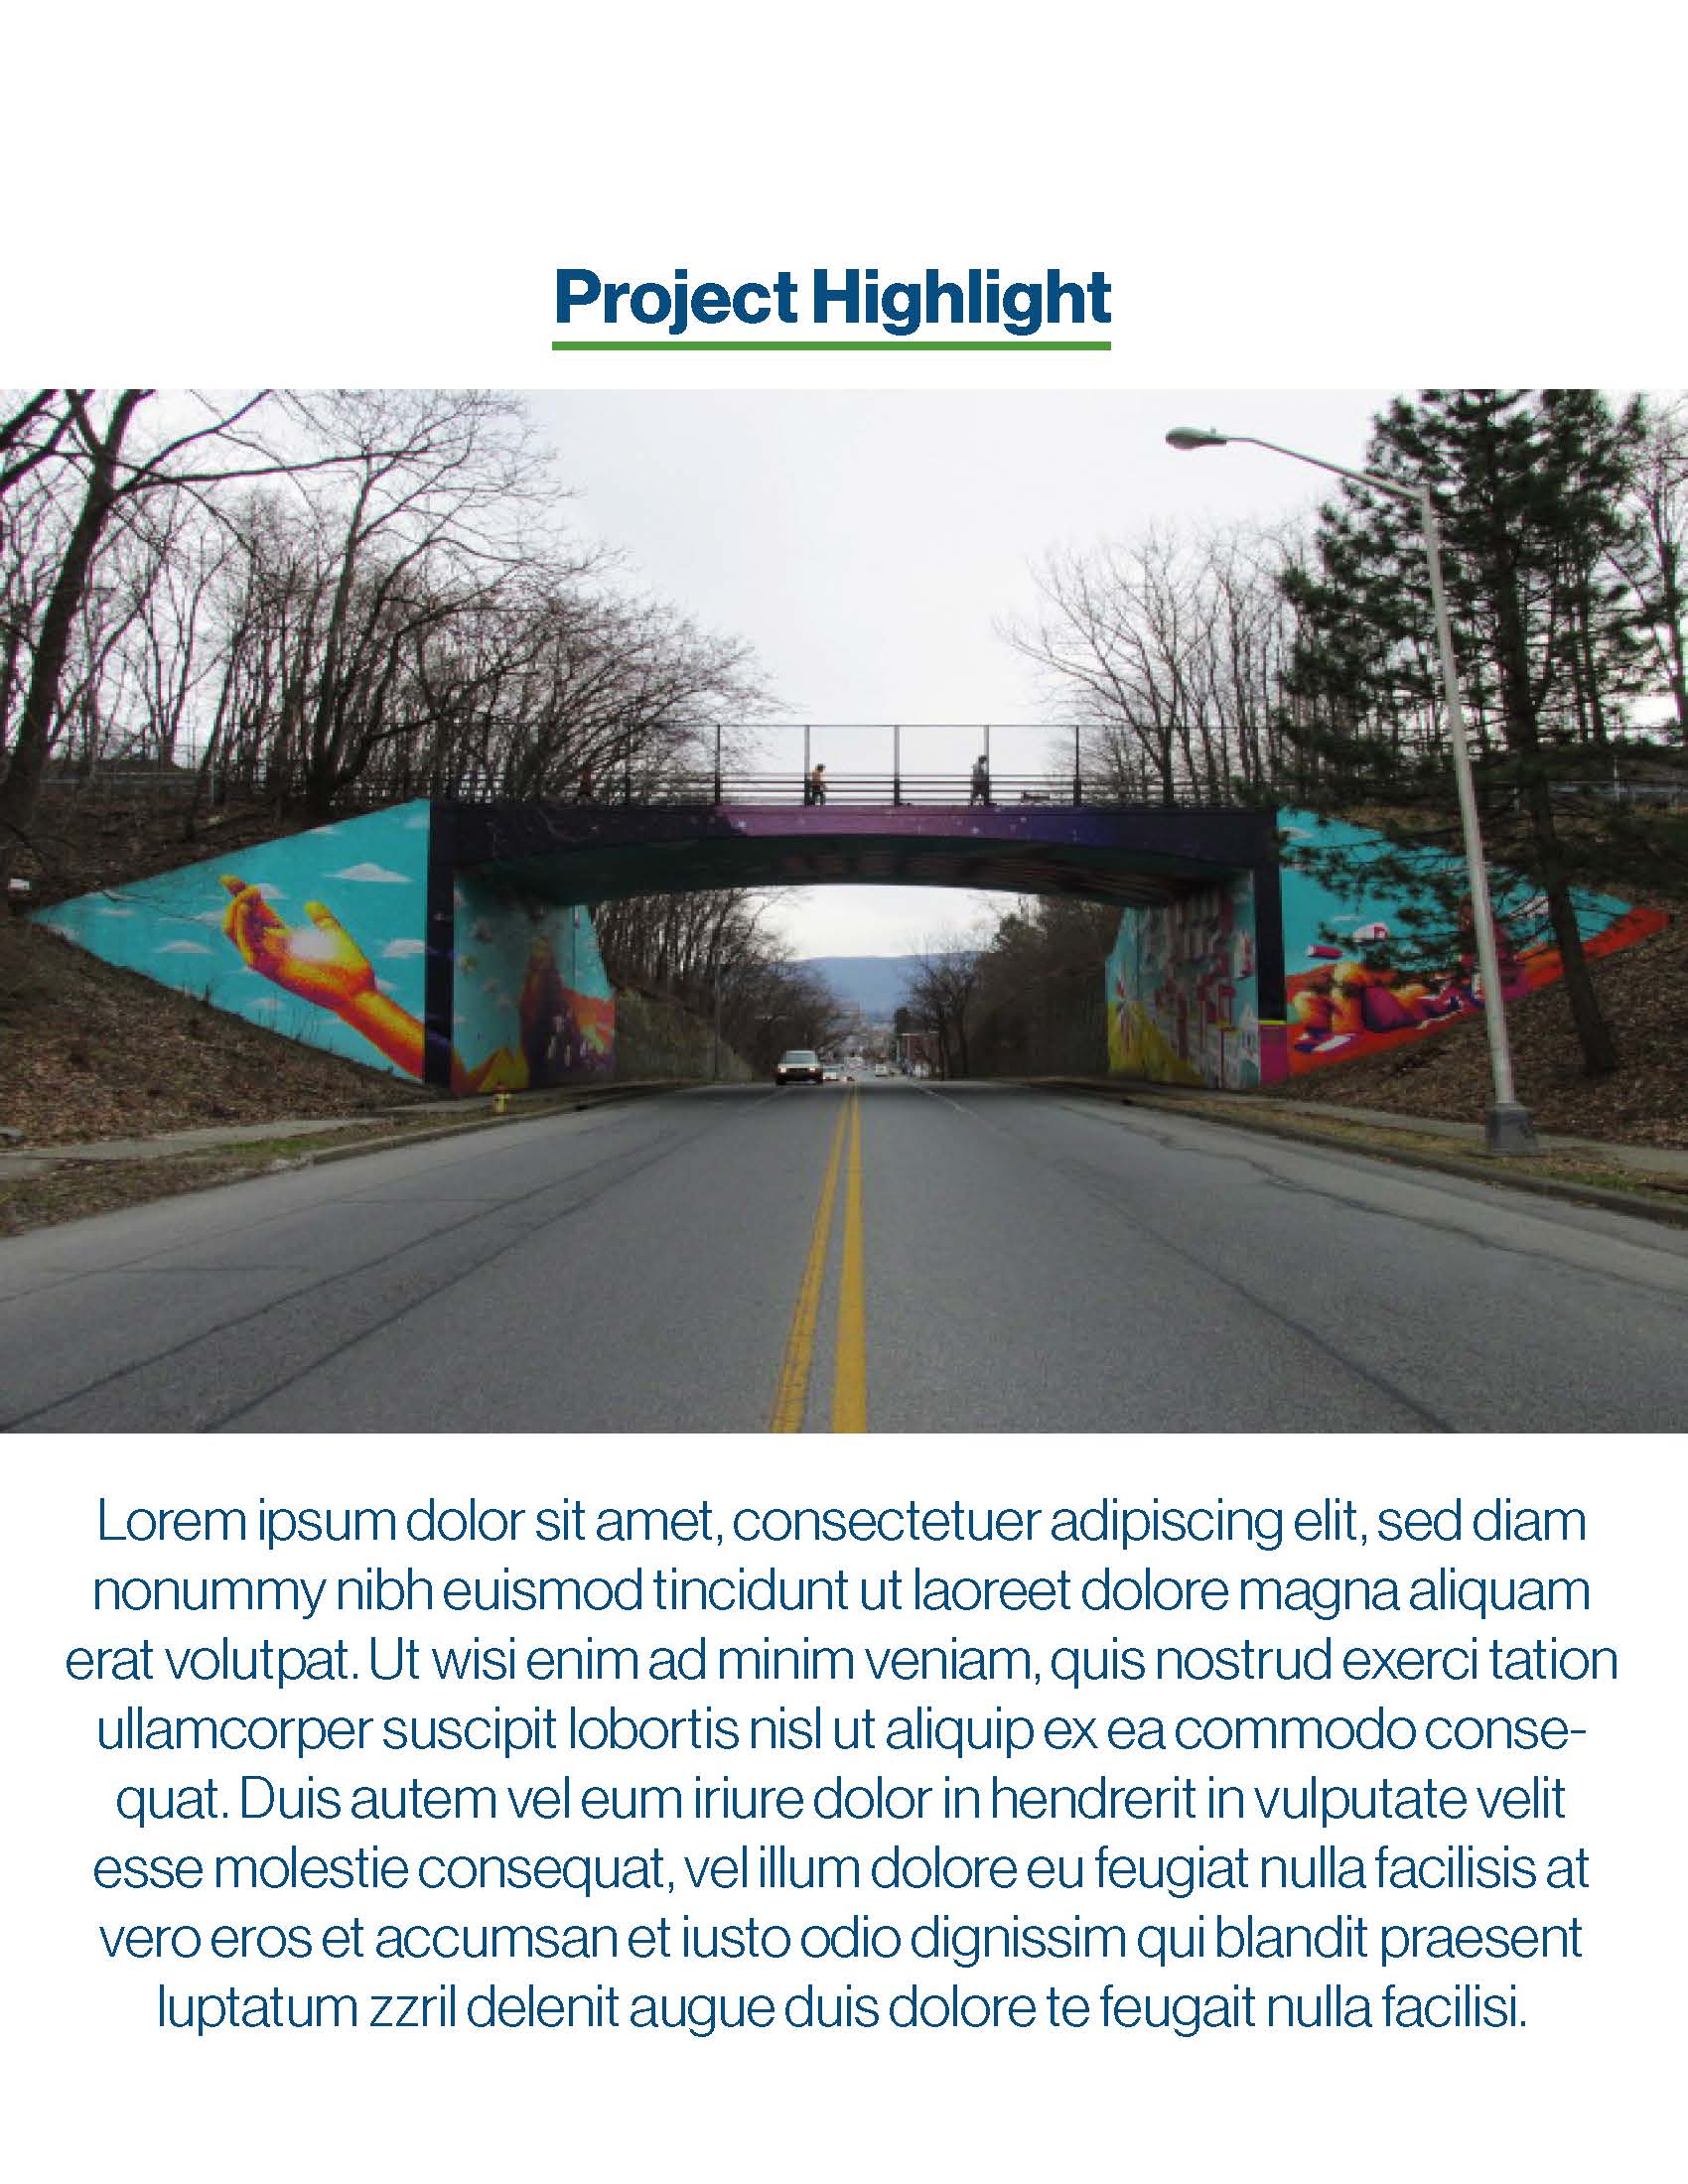 Project Highlight
Lorem ipsum dolor sit amet, consectetuer adipiscing elit, sed diam
nonummy nibh euismod tincidunt ut laoreet dolore magna aliquam
erat volutpat. Ut wisi enim ad minim veniam, quis nostrud exerci tation
ullamcorper suscipit lobortis nisl ut aliquip ex ea commodo conse-
quat. Duis autem vel eum iriure dolor in hendrerit in vulputate velit
esse molestie consequat, vel illum dolore eu feugiat nulla facilisis at
vero eros et accumsan et iusto odio dignissim qui blandit praesent
luptatum zzril delenit augue duis dolore te feugait nulla facilisi.